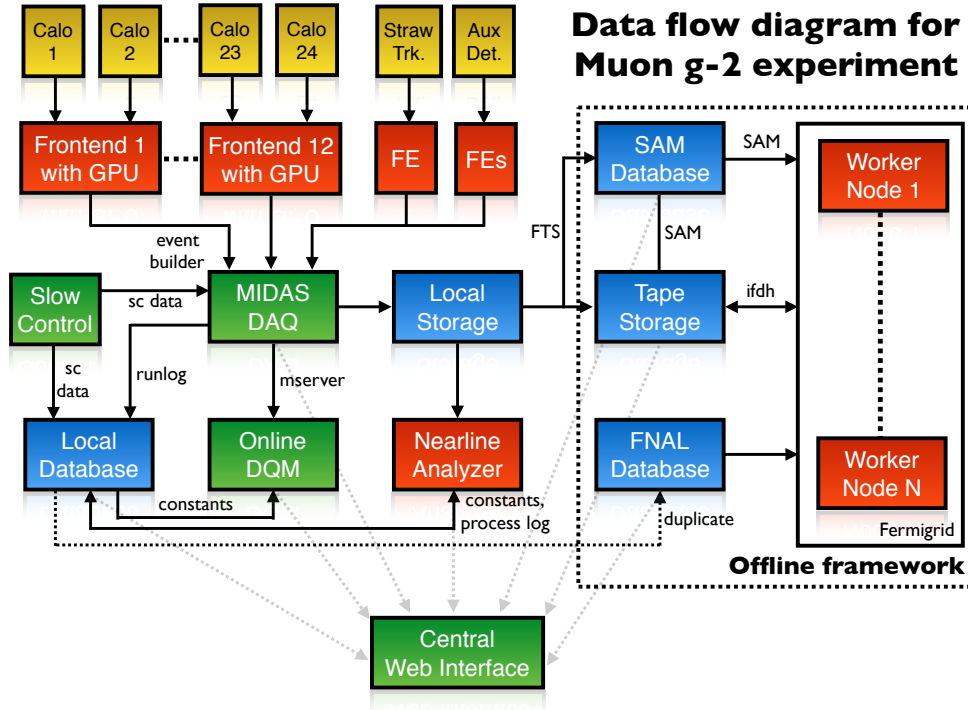 Data flow diagram for
Muon g-2 experiment
Calo
1
Calo
2
Calo
23
Calo
24
Straw
Trk.
Aux
Det.
Frontend 1
with GPU
Frontend 12
with GPU
FE
FEs
SAM
Database
SAM
Worker
Node 1
event
builder
FTS
SAM
Slow
Control
sc data
MIDAS
DAQ
Local
Storage
Tape
Storage
ifdh
sc
data
runlog
mserver
Local
Database
Online
DQM
Nearline
Analyzer
FNAL
Database
Worker
Node N
constants
constants,
process log
duplicate
Fermigrid
Offline framework
Central
Web Interface